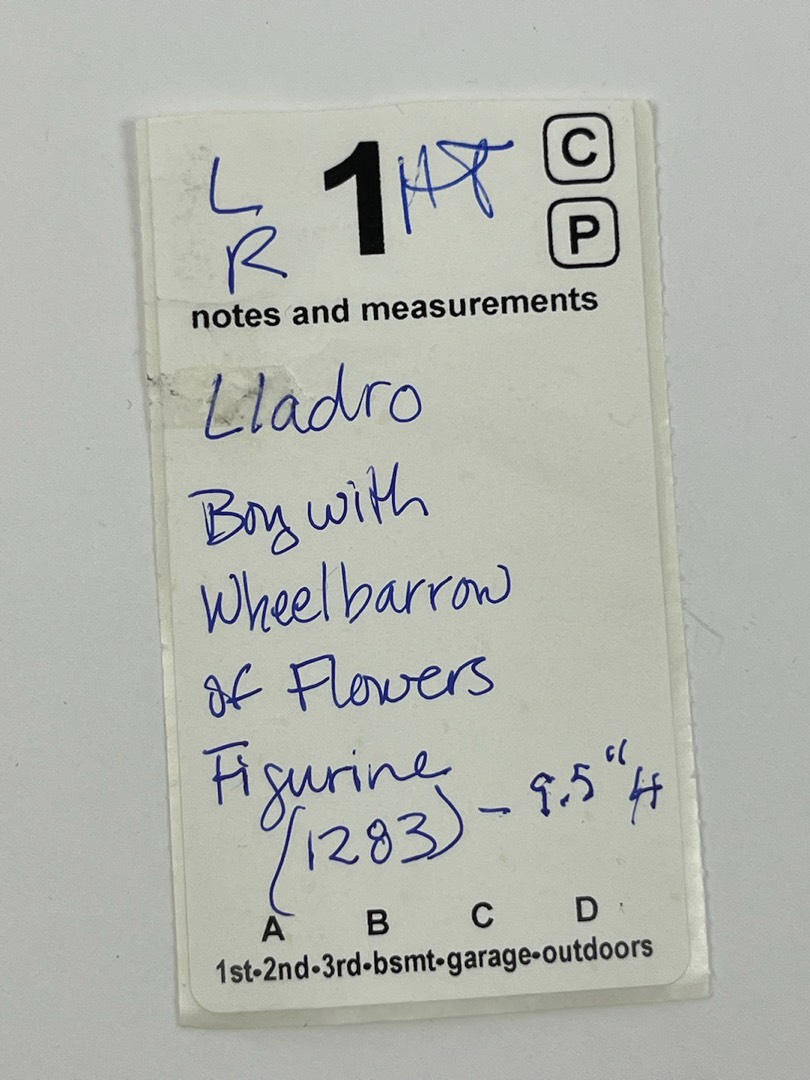 L 1 C
R P
notes and measurements
Lladro
Boy with
Wheelbarrow
of Flowers
Figurine
(1283) - 9.5" H
A B C D
1st-2nd-3rd-bsmt-garage-outdoors